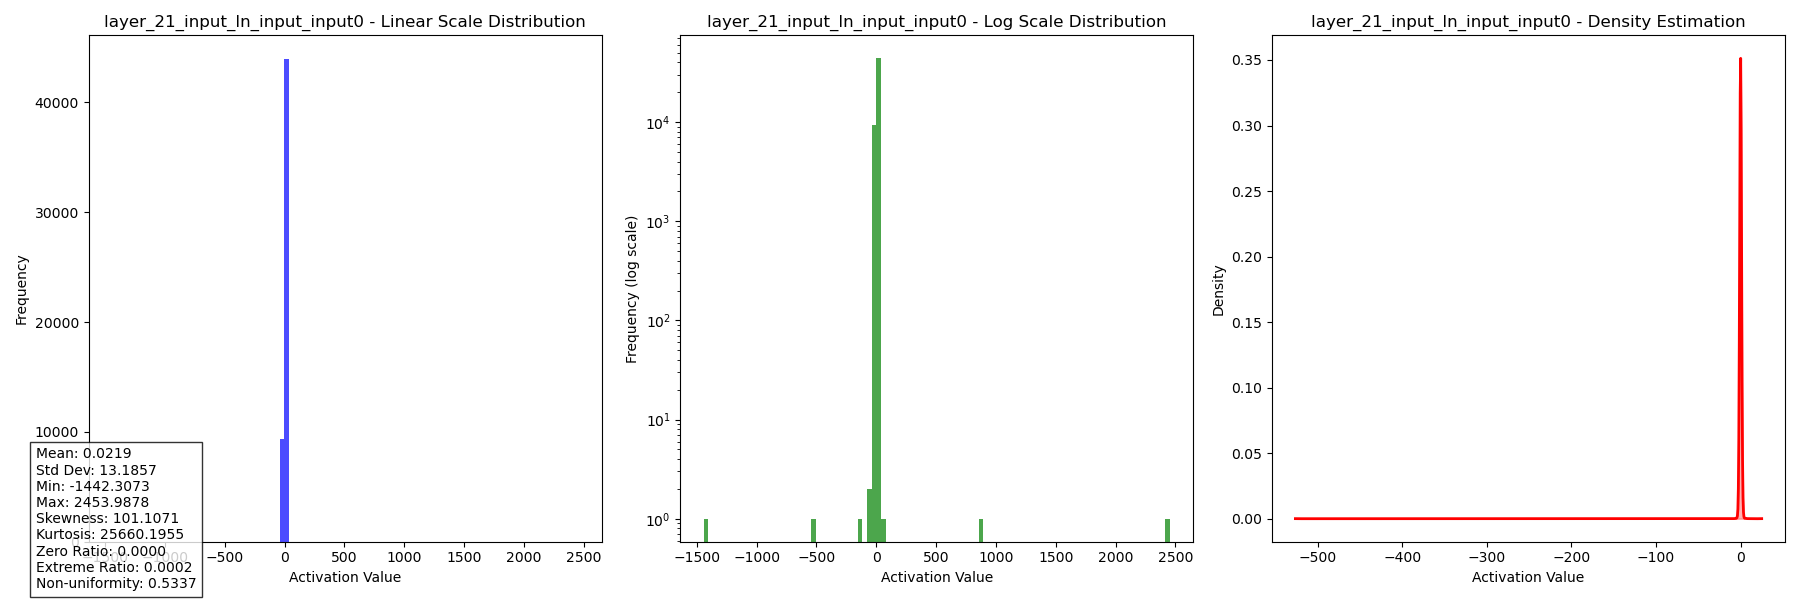 layer_21_input_ln_input_input0 - Linear Scale Distribution
40000
30000
20000
10000
0
Frequency
−1500 −1000 −500 0 500 1000 1500 2000 2500
Activation Value
Mean: 0.0219
Std Dev: 13.1857
Min: -1442.3073
Max: 2453.9878
Skewness: 101.1071
Kurtosis: 25660.1955
Zero Ratio: 0.0000
Extreme Ratio: 0.0002
Non-uniformity: 0.5337
layer_21_input_ln_input_input0 - Log Scale Distribution
10⁴
10³
10²
10¹
10⁰
Frequency (log scale)
−1500 −1000 −500 0 500 1000 1500 2000 2500
Activation Value
layer_21_input_ln_input_input0 - Density Estimation
0.35
0.30
0.25
0.20
0.15
0.10
0.05
0.00
Density
−500 −400 −300 −200 −100 0
Activation Value